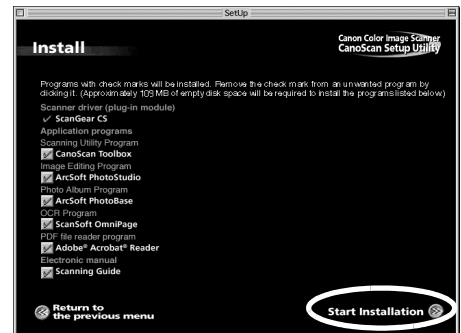 SetUp
Install
Canon Color Image Scanner
CanoScan Setup Utility
Programs with check marks will be installed. Remove the check mark from an unwanted program by
clicking it. (Approximately 109 MB of empty disk space will be required to install the programs listed below.)
Scanner driver (plug-in module)
ScanGear CS
Application programs
Scanning Utility Program
CanoScan Toolbox
Image Editing Program
ArcSoft PhotoStudio
Photo Album Program
ArcSoft PhotoBase
OCR Program
ScanSoft OmniPage
PDF file reader program
Adobe® Acrobat® Reader
Electronic manual
Scanning Guide
Return to
the previous menu
Start Installation